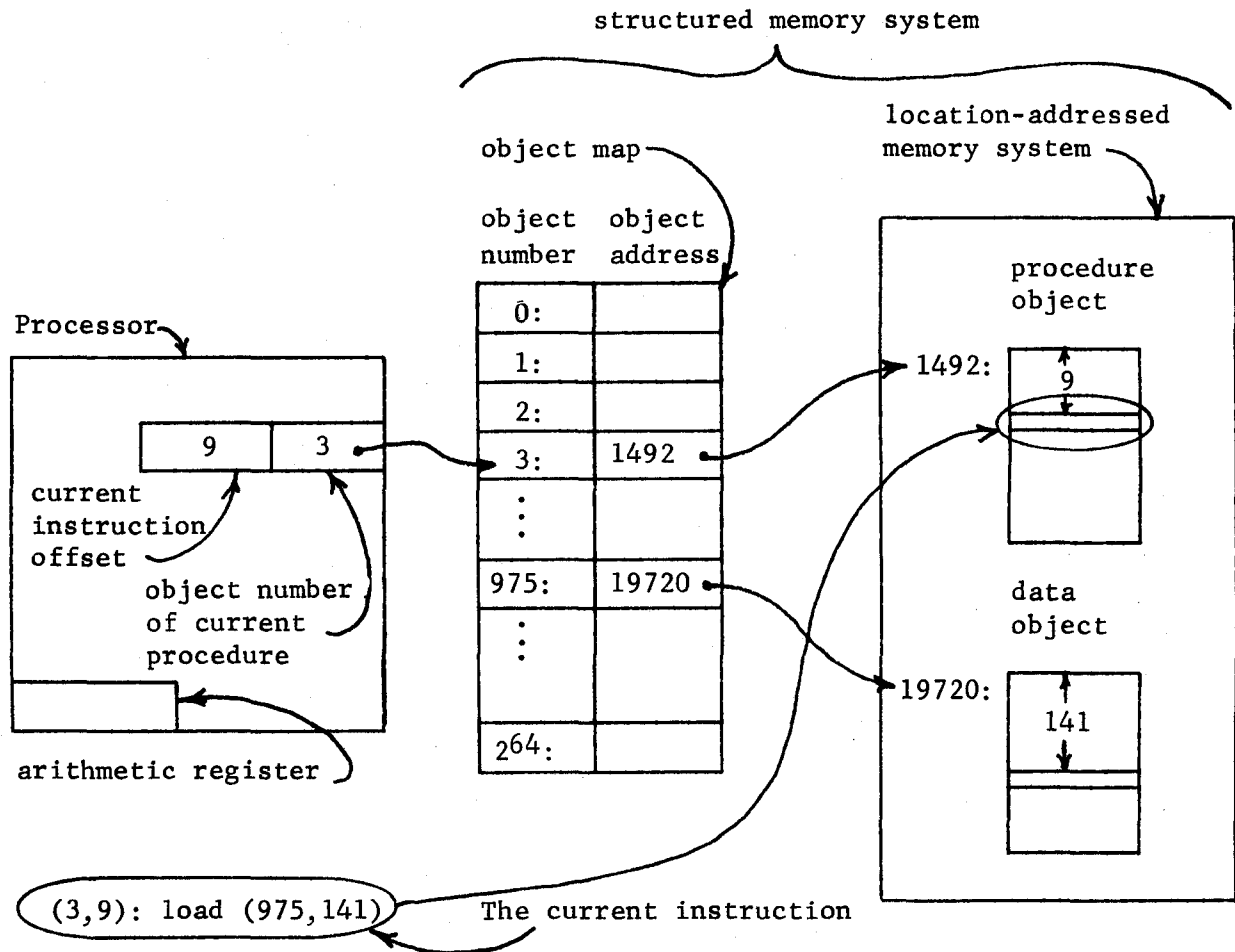 structured memory system
location-addressed
memory system
object map
object
number
object
address
procedure
object
0:
Processor
1:
1492:
9
2:
9
3
3:
1492
current
instruction
offset
975:
19720
object number
of current
procedure
data
object
19720:
141
2^64:
arithmetic register
(3,9): load (975,141)
The current instruction